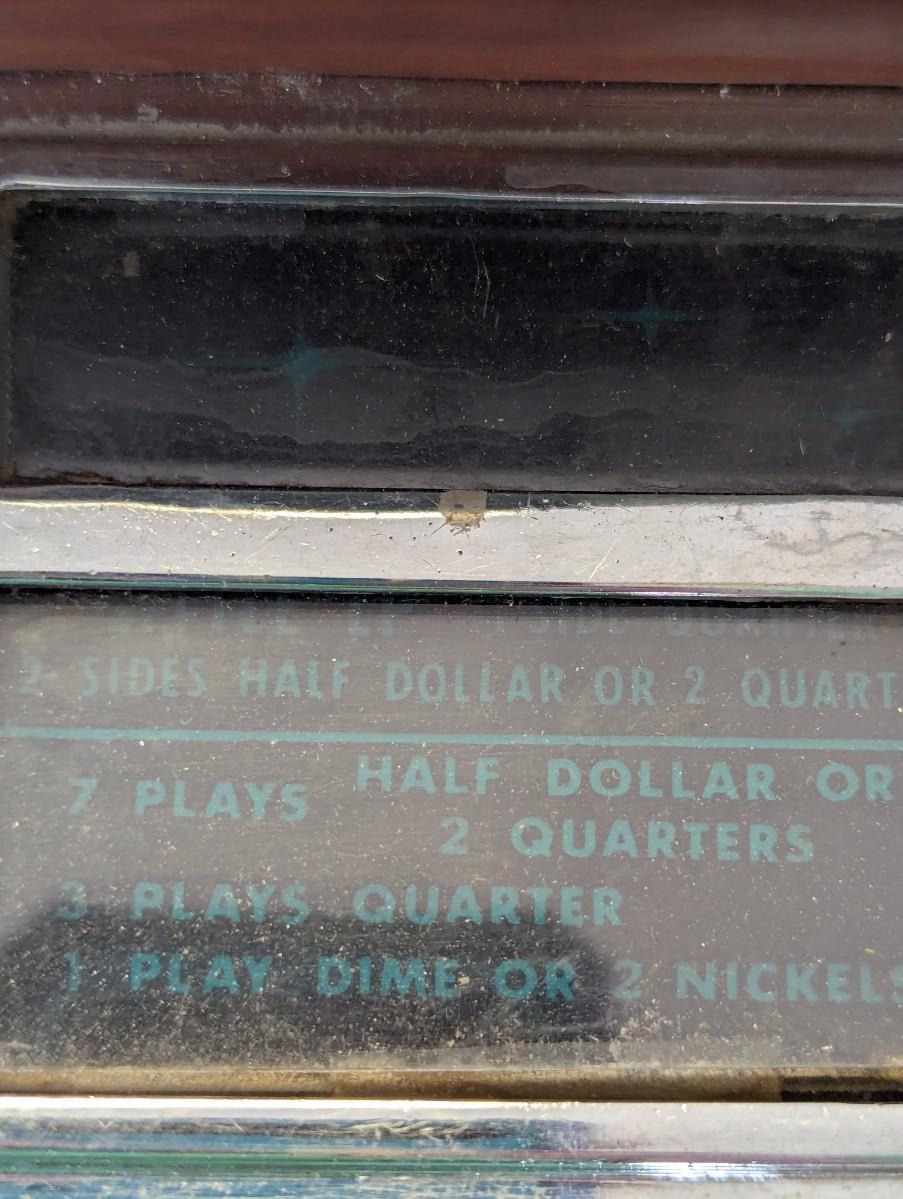 2 SIDES HALF DOLLAR OR 2 QUART
7 PLAYS HALF DOLLAR OR
2 QUARTERS
3 PLAYS QUARTER
1 PLAY DIME OR 2 NICKELS